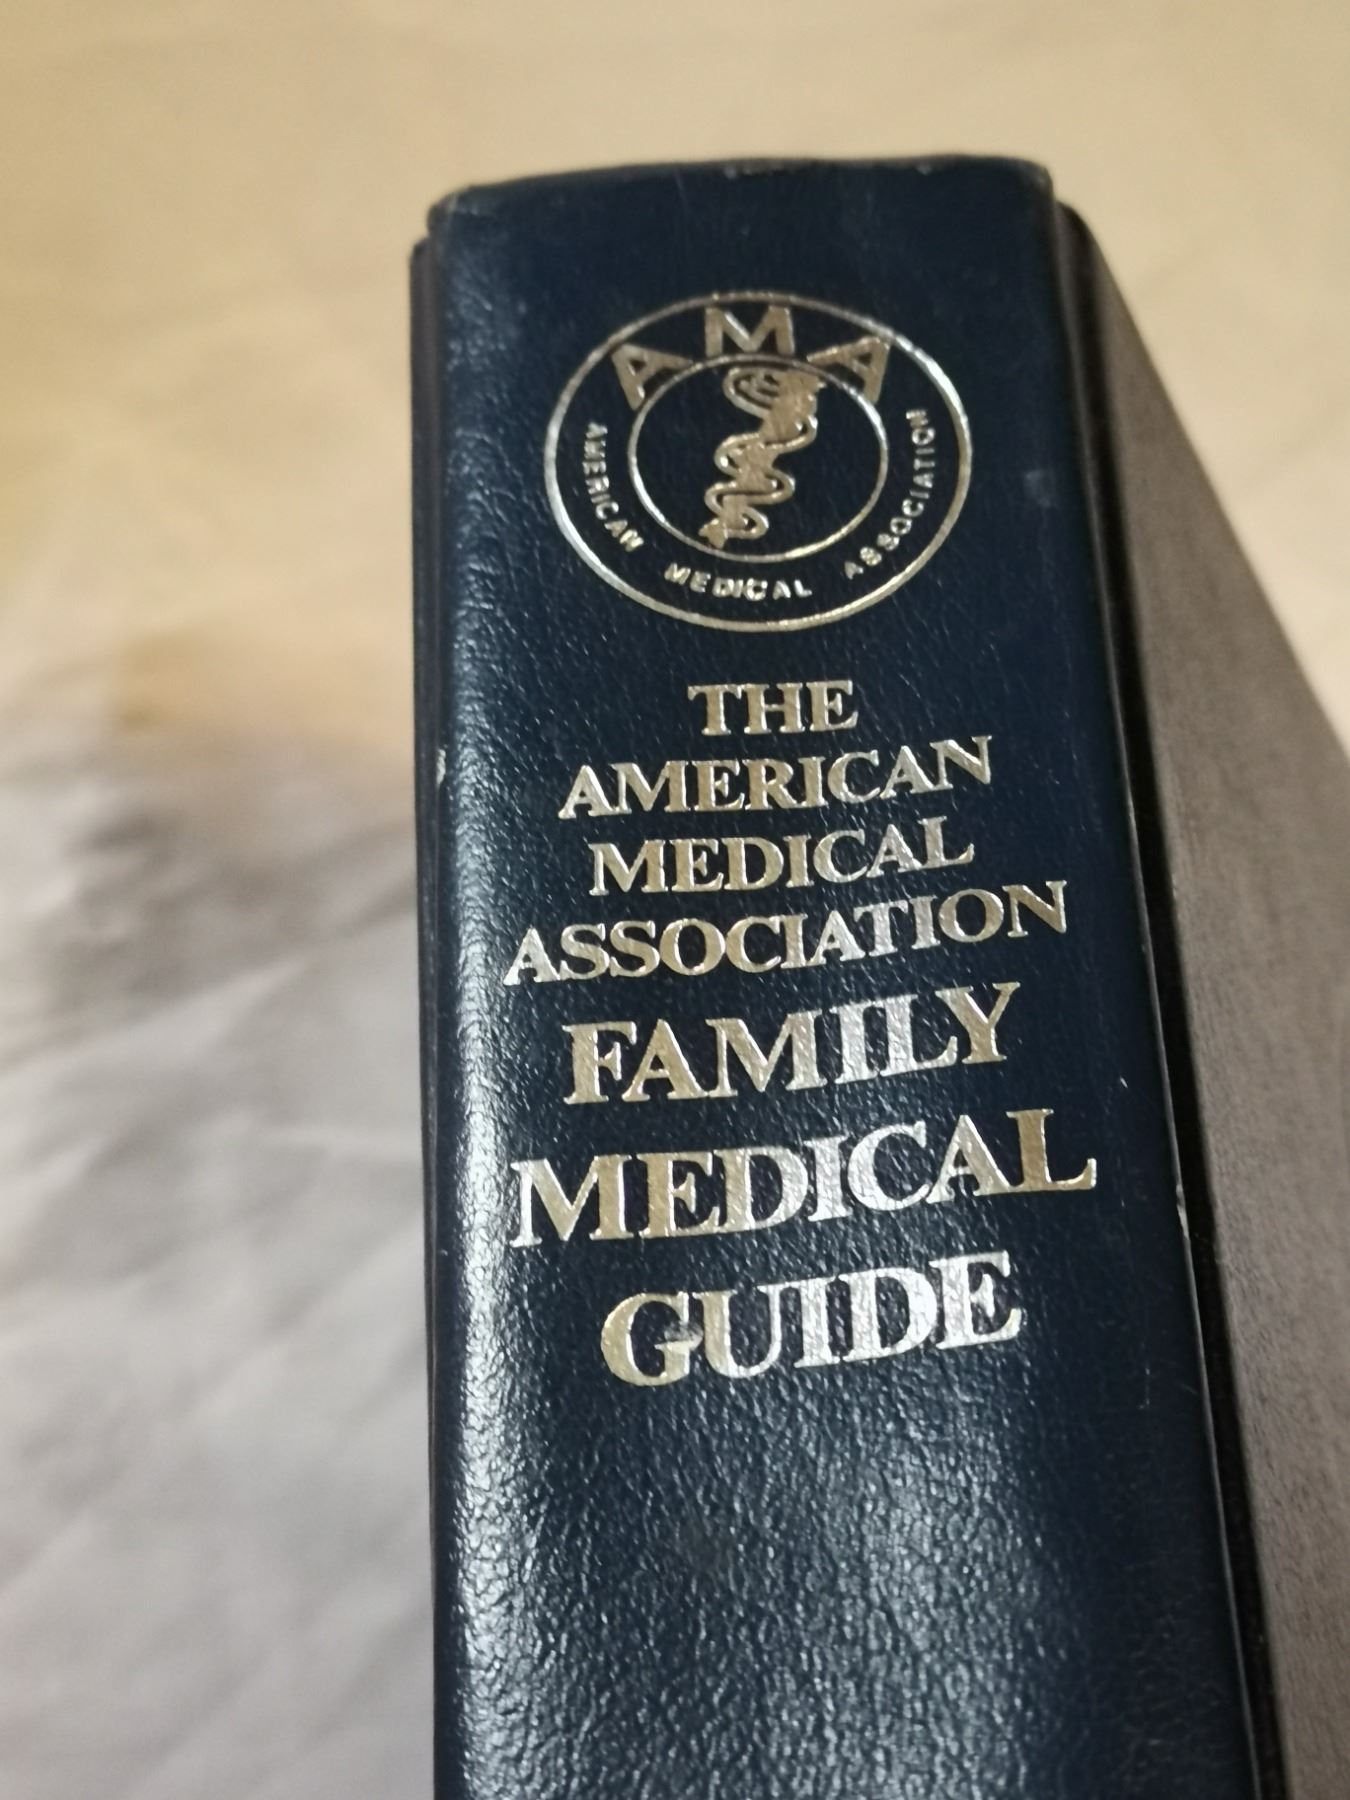 AMA
AMERICAN MEDICAL ASSOCIATION
THE
AMERICAN
MEDICAL
ASSOCIATION
FAMILY
MEDICAL
GUIDE